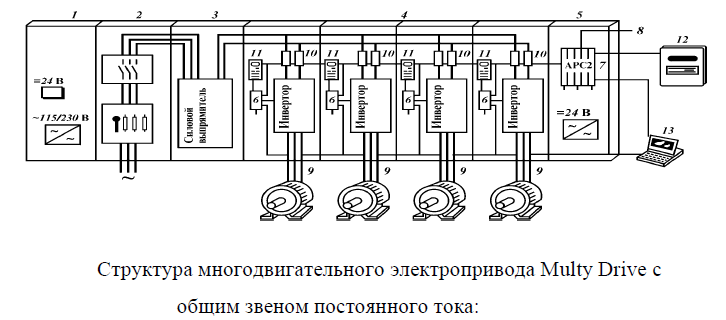 1 2 3 4 5
8
12
11 10 11 10 11 10 11 10
АРС2 7
=24 В
6 Инвертор 6 Инвертор 6 Инвертор 6 Инвертор
Силовой выпрямитель
~115/230 В
=24 В
13
~
9 9 9 9
Структура многодвигательного электропривода Multy Drive с
общим звеном постоянного тока: